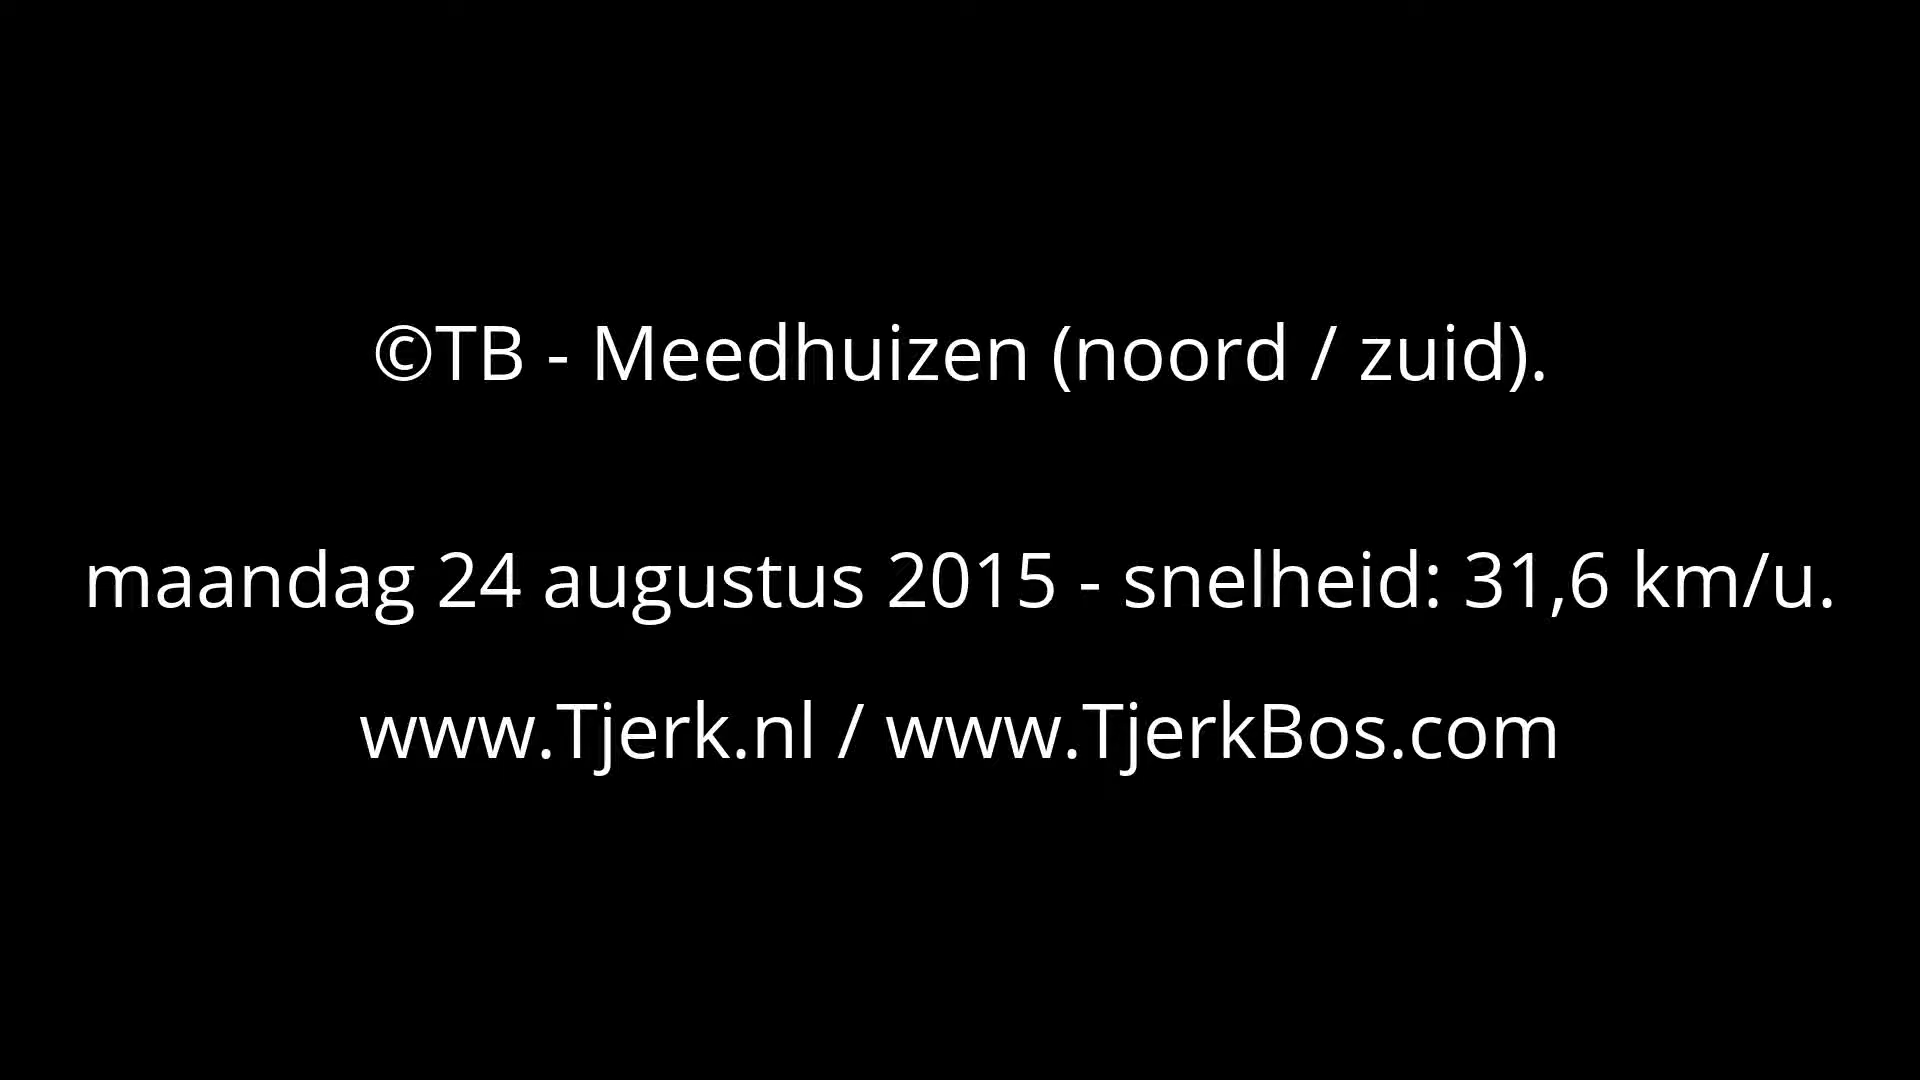 ©TB - Meedhuizen (noord / zuid).
maandag 24 augustus 2015 - snelheid: 31,6 km/u.
www.Tjerk.nl / www.TjerkBos.com